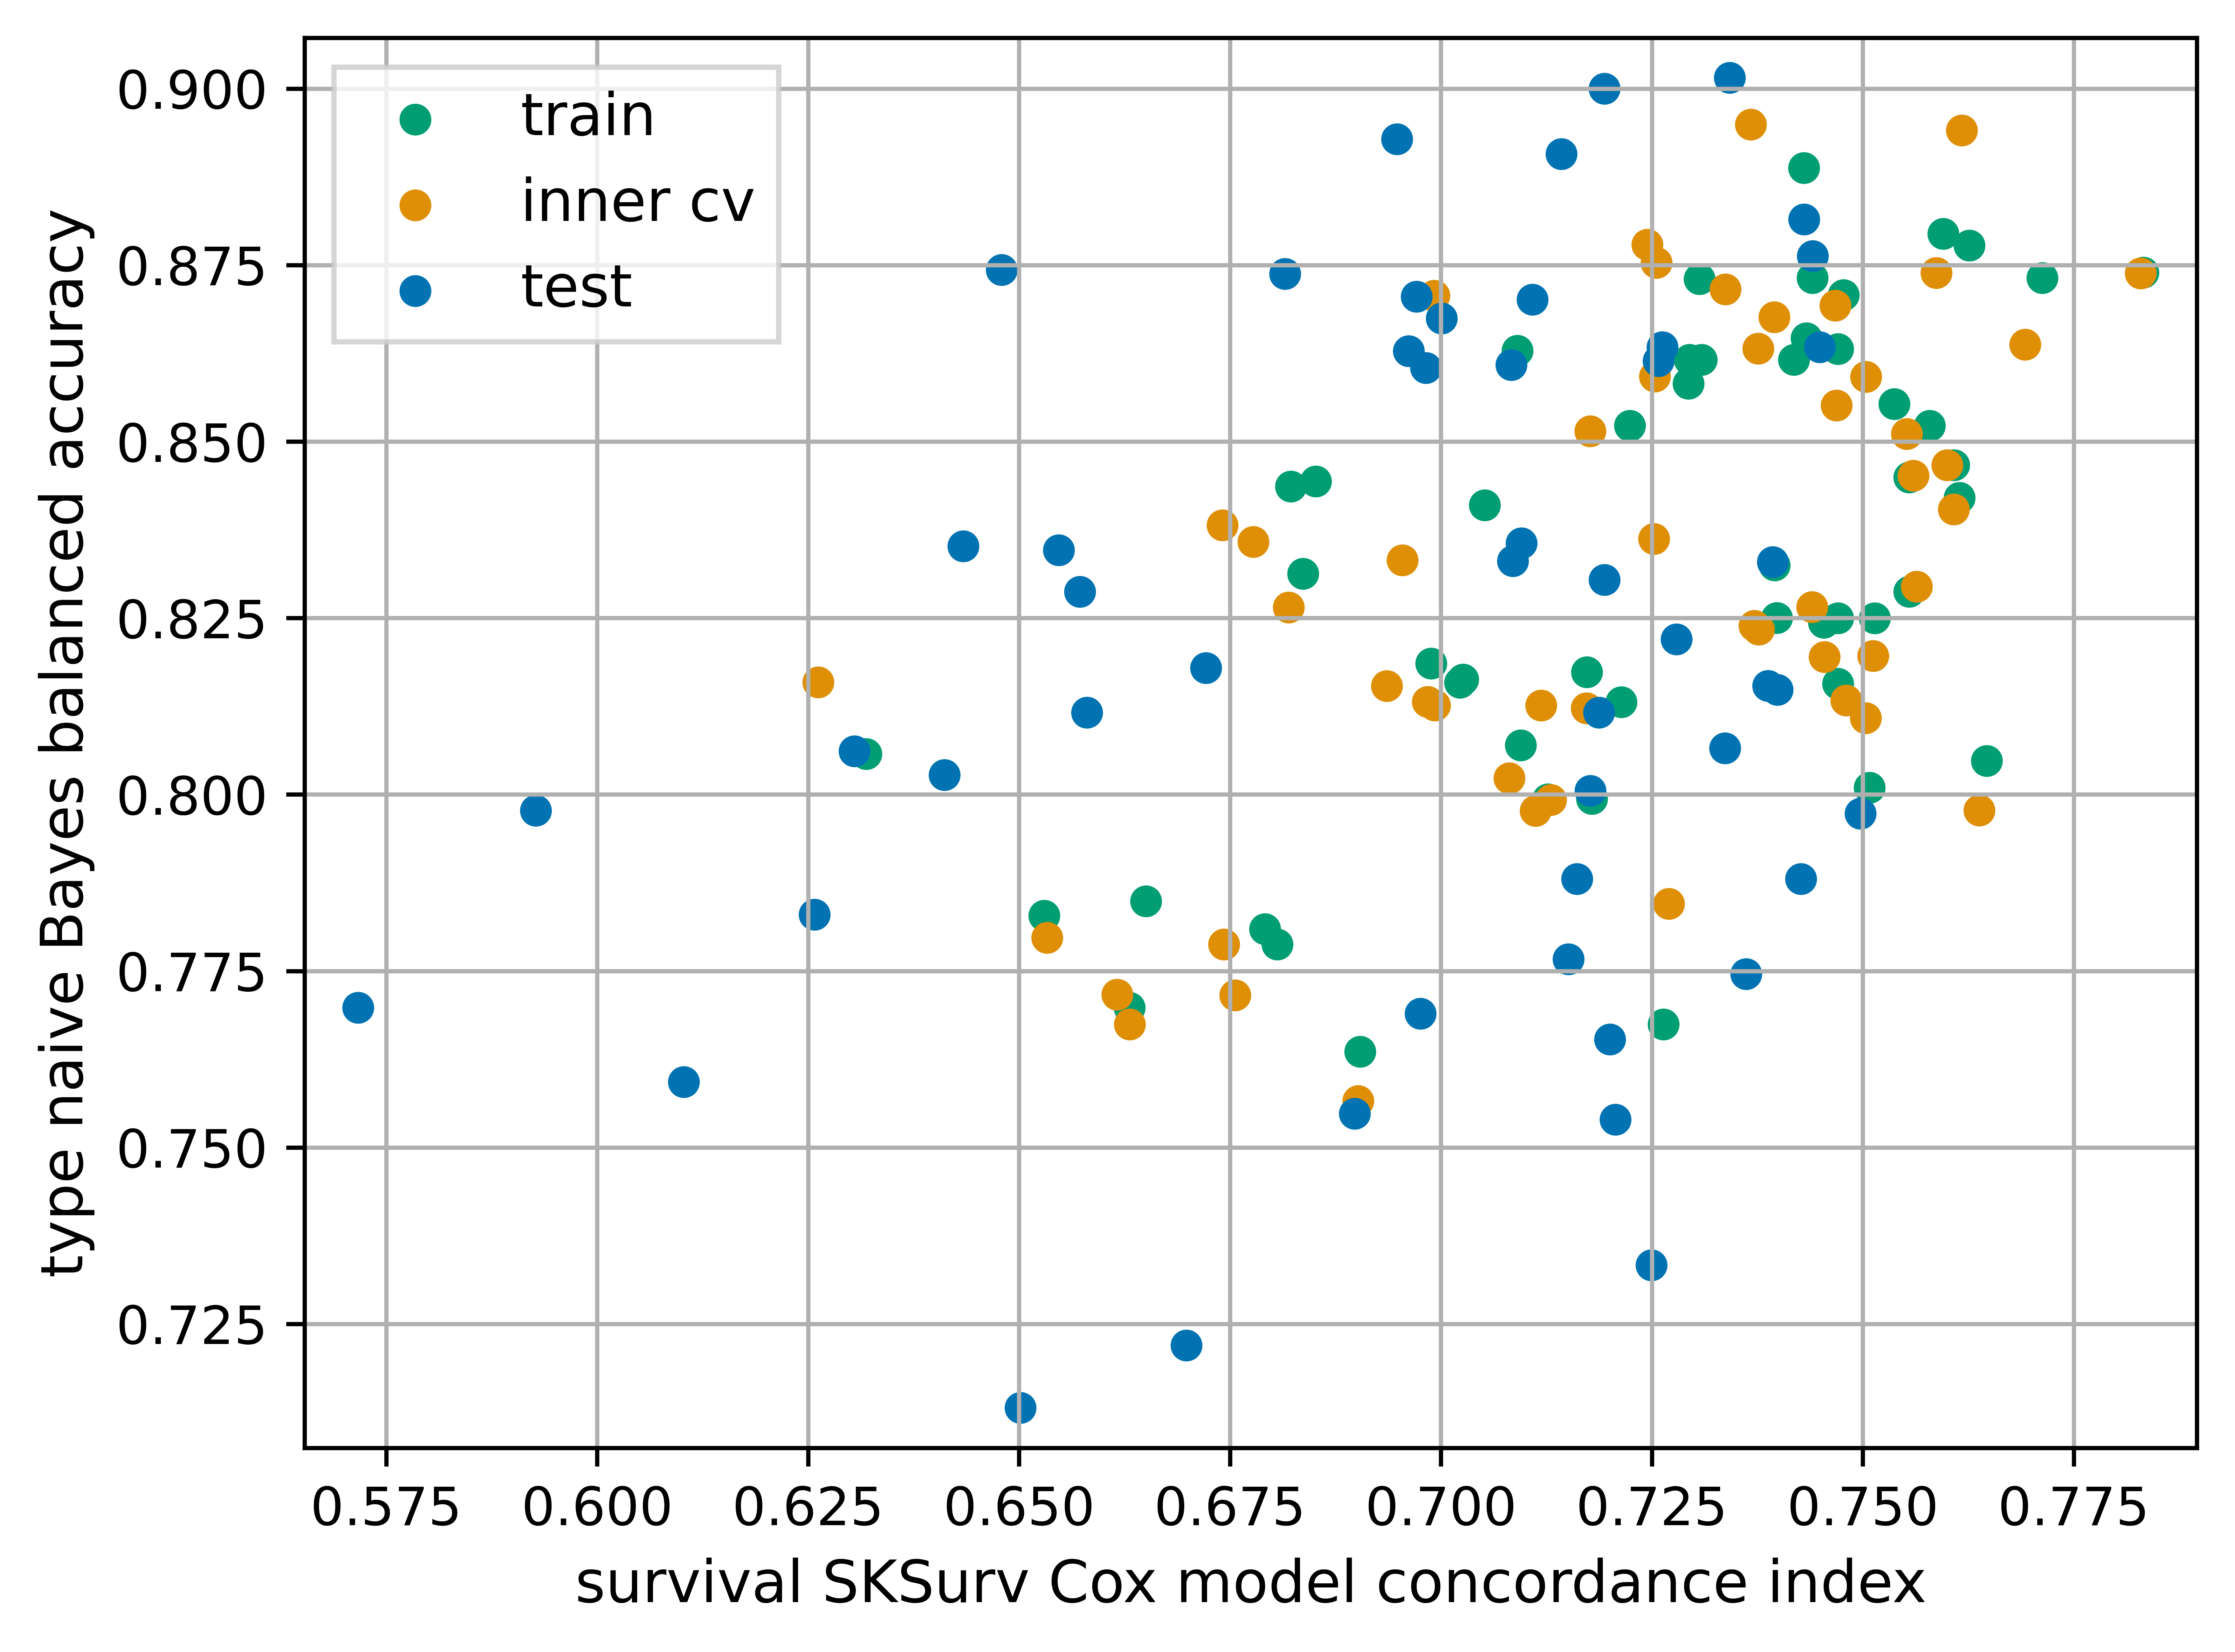 train
inner cv
test
0.900
0.875
0.850
0.825
0.800
0.775
0.750
0.725
type naive Bayes balanced accuracy
0.575 0.600 0.625 0.650 0.675 0.700 0.725 0.750 0.775
survival SKSurv Cox model concordance index